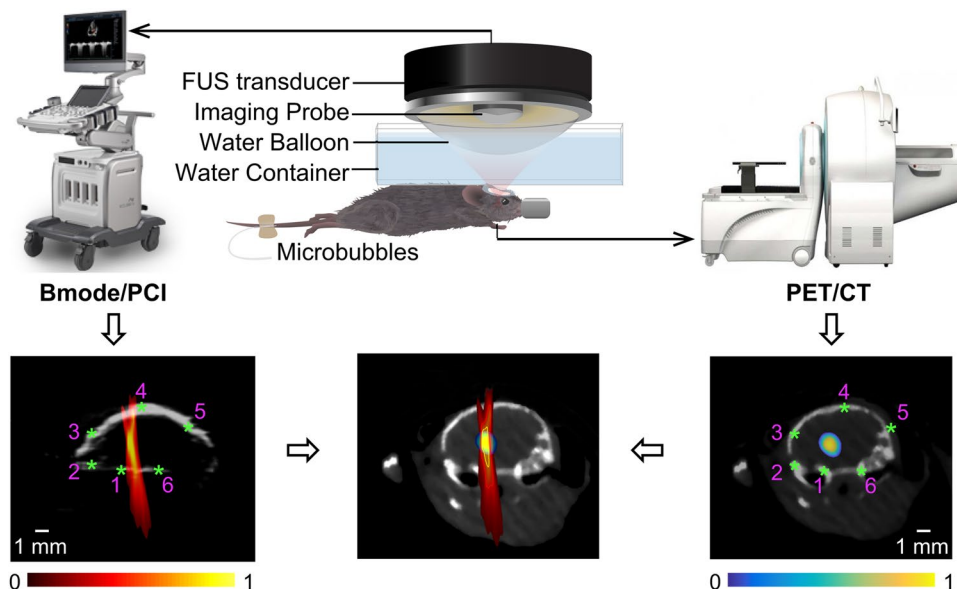 FUS transducer
Imaging Probe
Water Balloon
Water Container
Microbubbles
Bmode/PCI
PET/CT
4
5
3
2
1
6
1 mm
4
5
3
2
1
6
1 mm
0
1
0
1